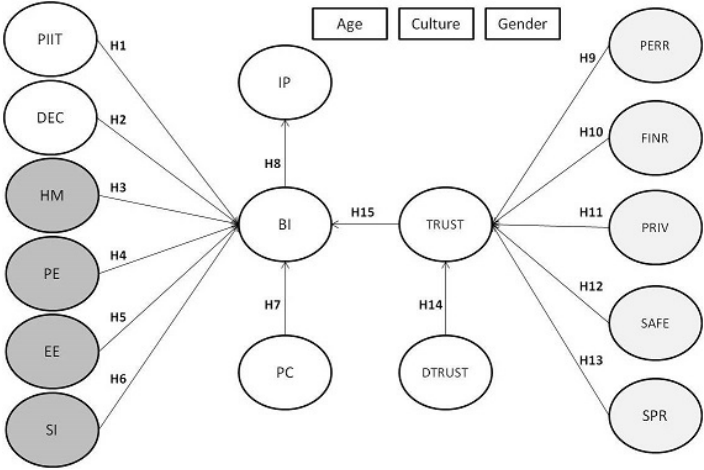 Age
Culture
Gender
PIIT
H1
DEC
H2
HM
H3
PE
H4
EE
H5
SI
H6
IP
H8
BI
H15
TRUST
H7
H14
PC
DTRUST
PERR
H9
FINR
H10
PRIV
H11
SAFE
H12
SPR
H13